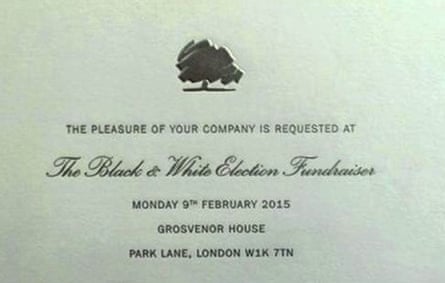 THE PLEASURE OF YOUR COMPANY IS REQUESTED AT
The Black & White Election Fundraiser
MONDAY 9TH FEBRUARY 2015
GROSVENOR HOUSE
PARK LANE, LONDON W1K 7TN